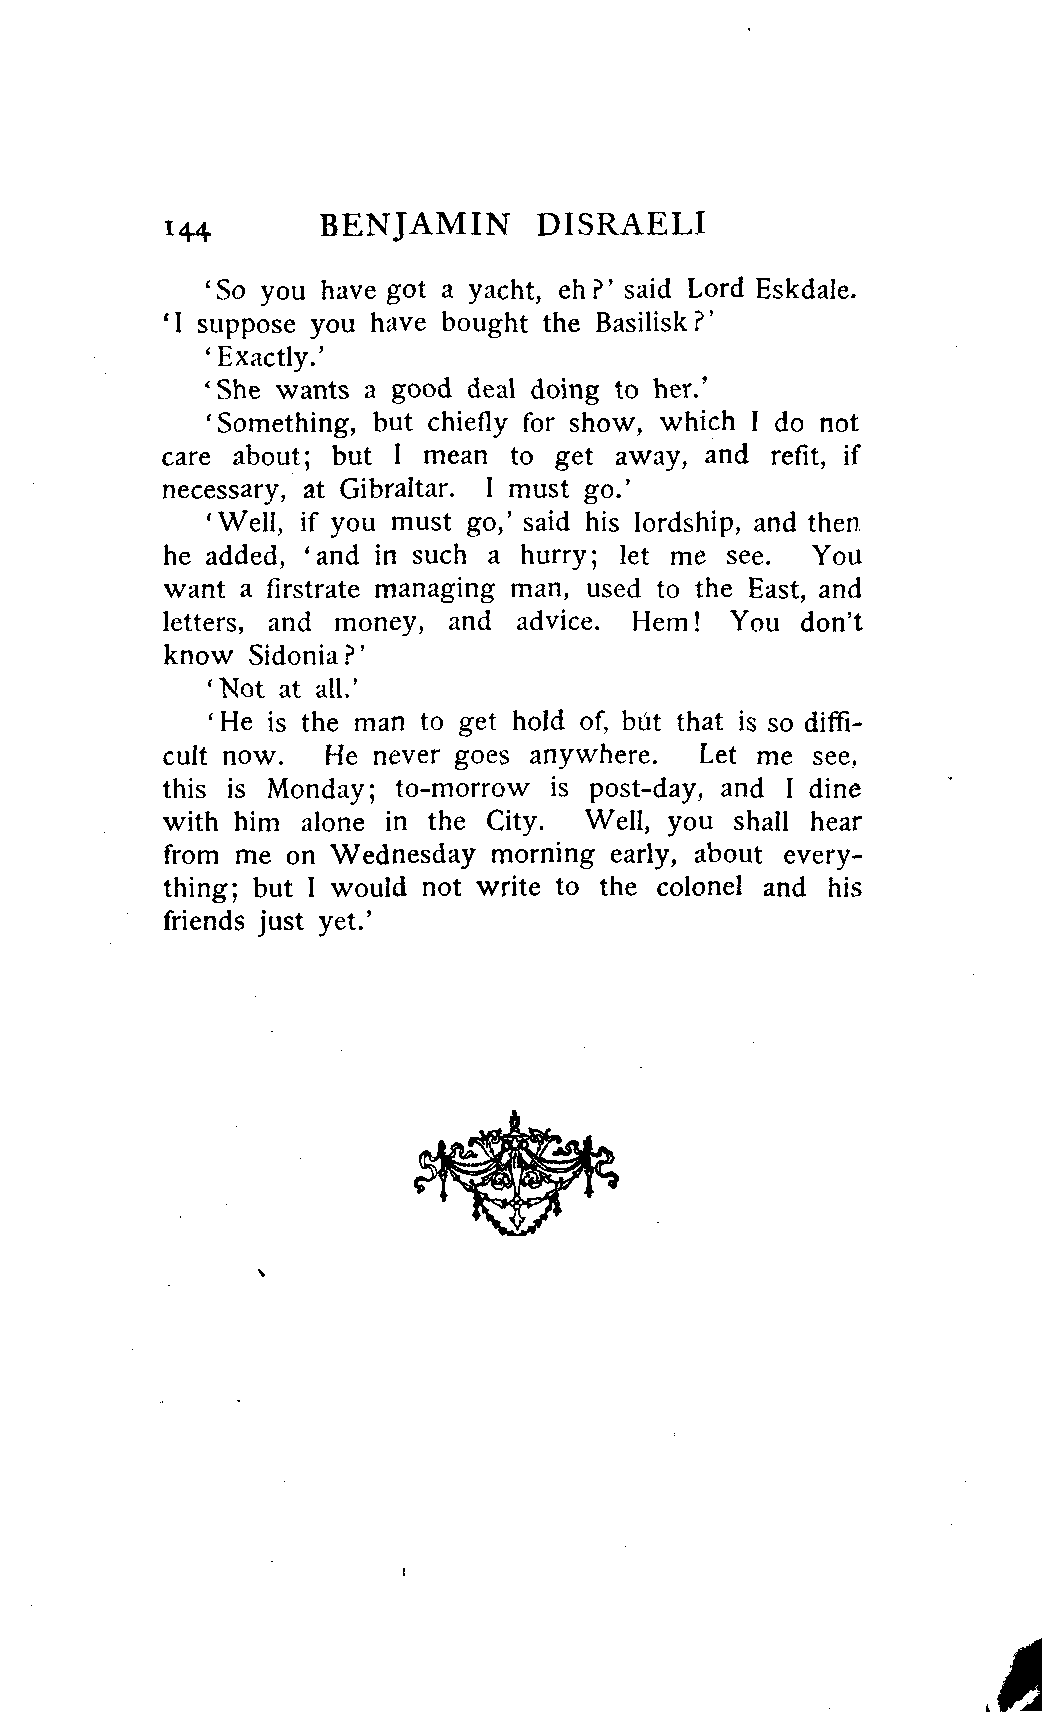 144 BENJAMIN DISRAELI
‘So you have got a yacht, eh?’ said Lord Eskdale.
‘I suppose you have bought the Basilisk?’
‘Exactly.’
‘She wants a good deal doing to her.’
‘Something, but chiefly for show, which I do not
care about; but I mean to get away, and refit, if
necessary, at Gibraltar. I must go.’
‘Well, if you must go,’ said his lordship, and then
he added, ‘and in such a hurry; let me see. You
want a firstrate managing man, used to the East, and
letters, and money, and advice. Hem! You don't
know Sidonia?’
‘Not at all.’
‘He is the man to get hold of, but that is so diffi-
cult now. He never goes anywhere. Let me see,
this is Monday; to-morrow is post-day, and I dine
with him alone in the City. Well, you shall hear
from me on Wednesday morning early, about every-
thing; but I would not write to the colonel and his
friends just yet.’